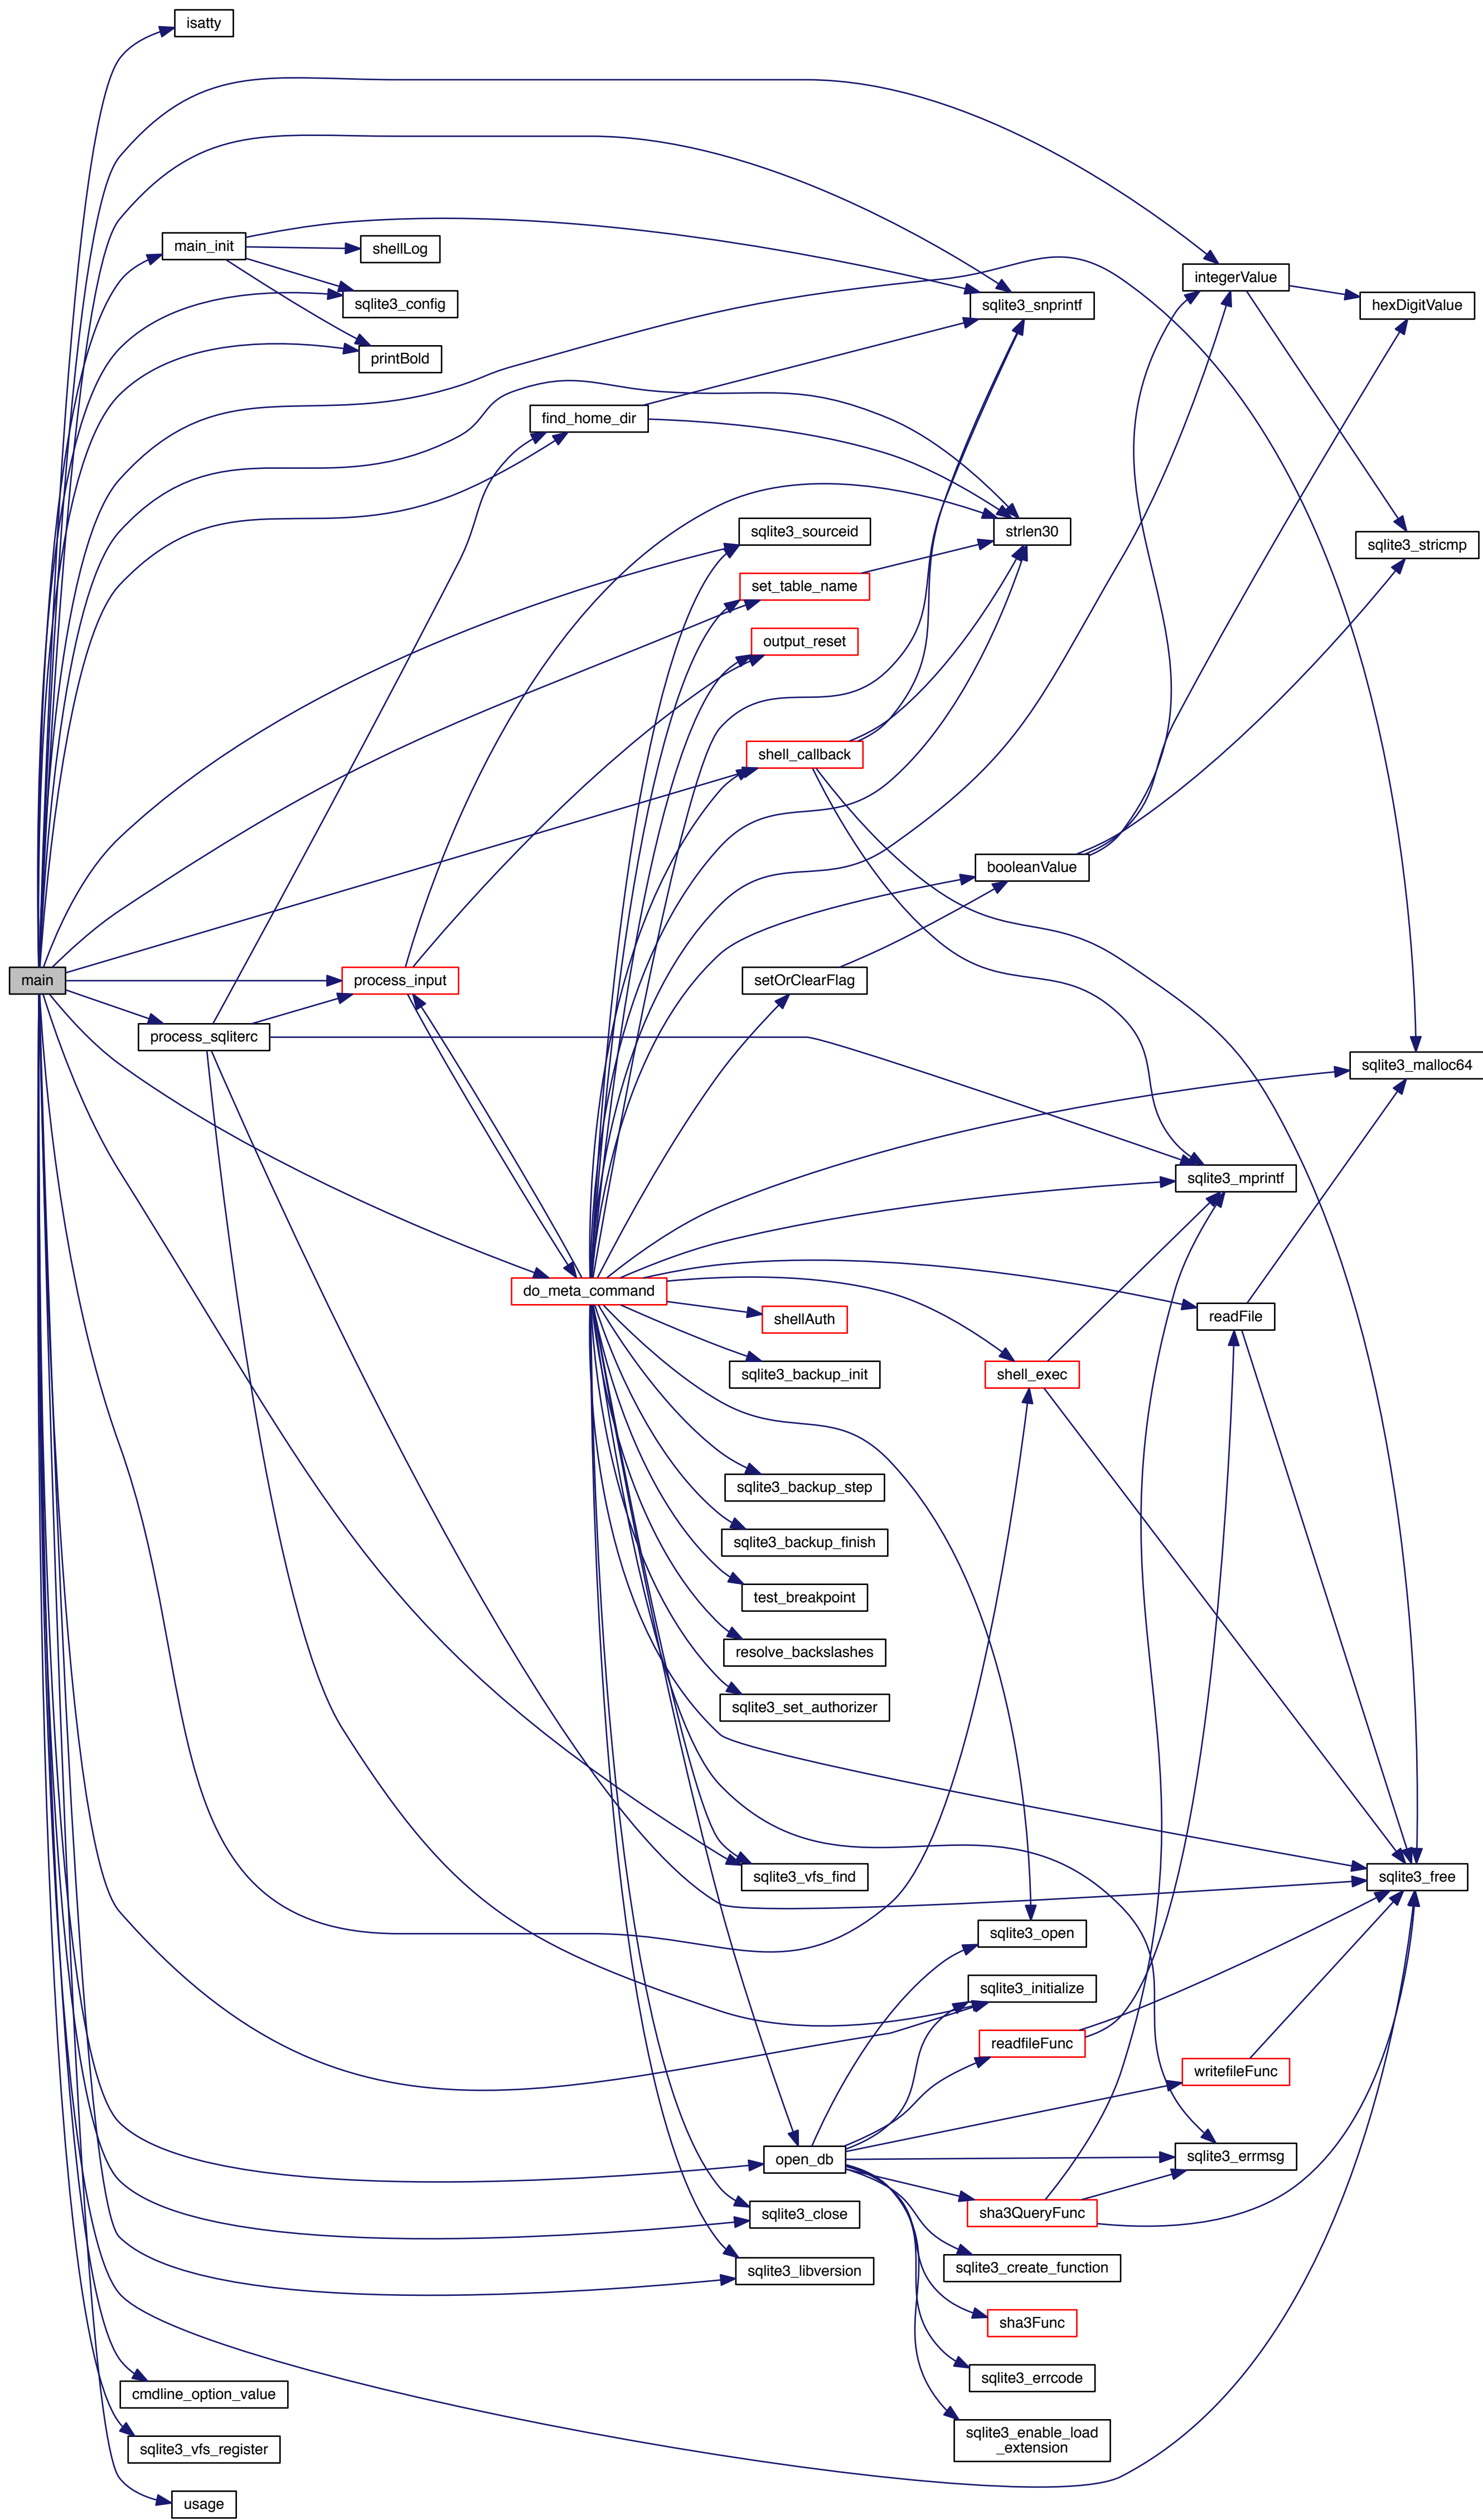 isatty
main_init
shellLog
integerValue
sqlite3_config
sqlite3_snprintf
hexDigitValue
printBold
find_home_dir
sqlite3_sourceid
strlen30
sqlite3_stricmp
set_table_name
output_reset
shell_callback
booleanValue
main
process_input
setOrClearFlag
process_sqliterc
sqlite3_malloc64
sqlite3_mprintf
do_meta_command
shellAuth
readFile
sqlite3_backup_init
shell_exec
sqlite3_backup_step
sqlite3_backup_finish
test_breakpoint
resolve_backslashes
sqlite3_set_authorizer
sqlite3_vfs_find
sqlite3_free
sqlite3_open
sqlite3_initialize
readfileFunc
writefileFunc
open_db
sqlite3_errmsg
sqlite3_close
sha3QueryFunc
sqlite3_libversion
sqlite3_create_function
sha3Func
sqlite3_errcode
cmdline_option_value
sqlite3_enable_load
_extension
sqlite3_vfs_register
usage